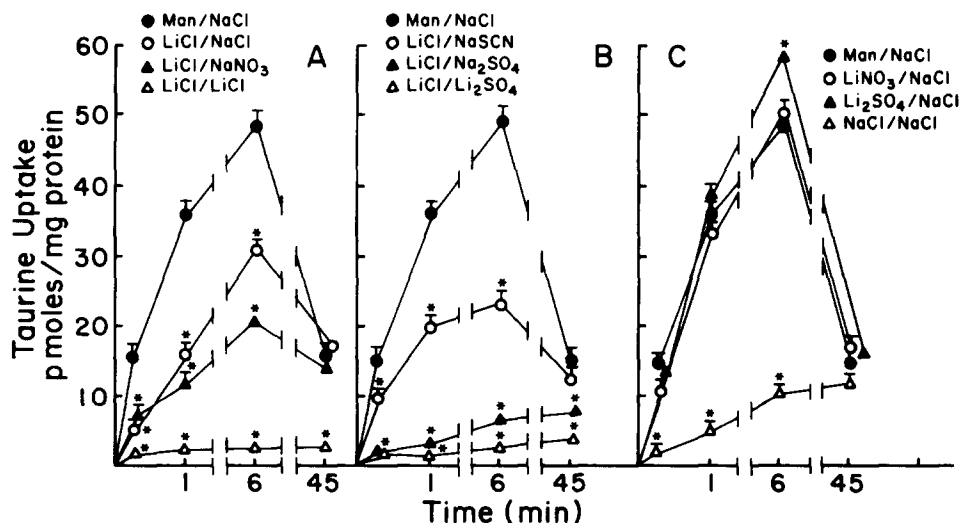 Man/NaCl
LiCl/NaCl
LiCl/NaNO3
LiCl/LiCl
A
Man/NaCl
LiCl/NaSCN
LiCl/Na2SO4
LiCl/Li2SO4
B
C
Man/NaCl
LiNO3/NaCl
Li2SO4/NaCl
NaCl/NaCl
Taurine Uptake
pmoles/mg protein
60
50
40
30
20
10
1
6
45
1
6
45
1
6
45
Time (min)